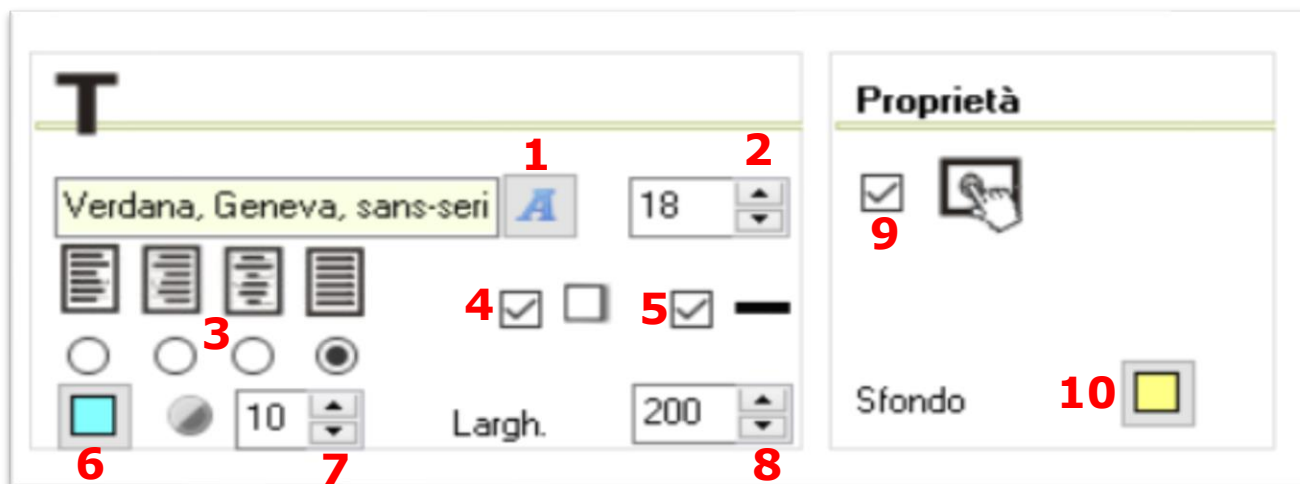 T
Proprietà
1
2
Verdana, Geneva, sans-seri
A
18
9
3
4
5
10
Largh.
200
Sfondo
10
6
7
8